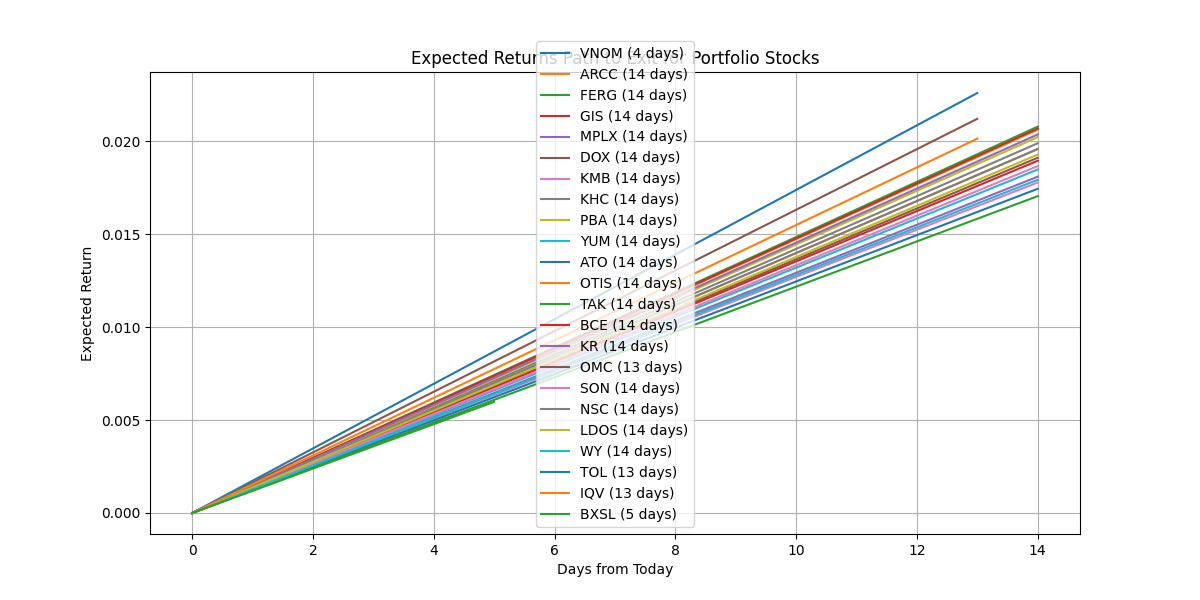 Expected Returns Path to Exit for Portfolio Stocks
VNOM (4 days)
ARCC (14 days)
FERG (14 days)
GIS (14 days)
MPLX (14 days)
DOX (14 days)
KMB (14 days)
KHC (14 days)
PBA (14 days)
YUM (14 days)
ATO (14 days)
OTIS (14 days)
TAK (14 days)
BCE (14 days)
KR (14 days)
OMC (13 days)
SON (14 days)
NSC (14 days)
LDOS (14 days)
WY (14 days)
TOL (13 days)
IQV (13 days)
BXSL (5 days)
Expected Return
0.020
0.015
0.010
0.005
0.000
0 2 4 6 8 10 12 14
Days from Today